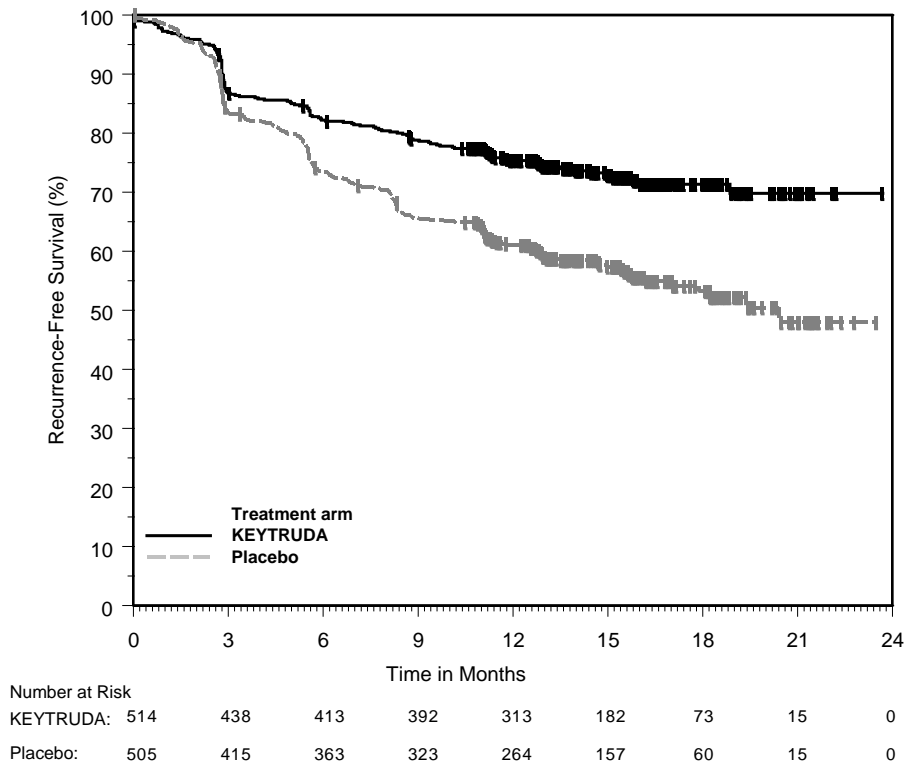 100
90
80
70
60
50
40
30
20
10
0
Recurrence-Free Survival (%)
Treatment arm
KEYTRUDA
Placebo
0 3 6 9 12 15 18 21 24
Time in Months
Number at Risk
KEYTRUDA: 514 438 413 392 313 182 73 15 0
Placebo: 505 415 363 323 264 157 60 15 0